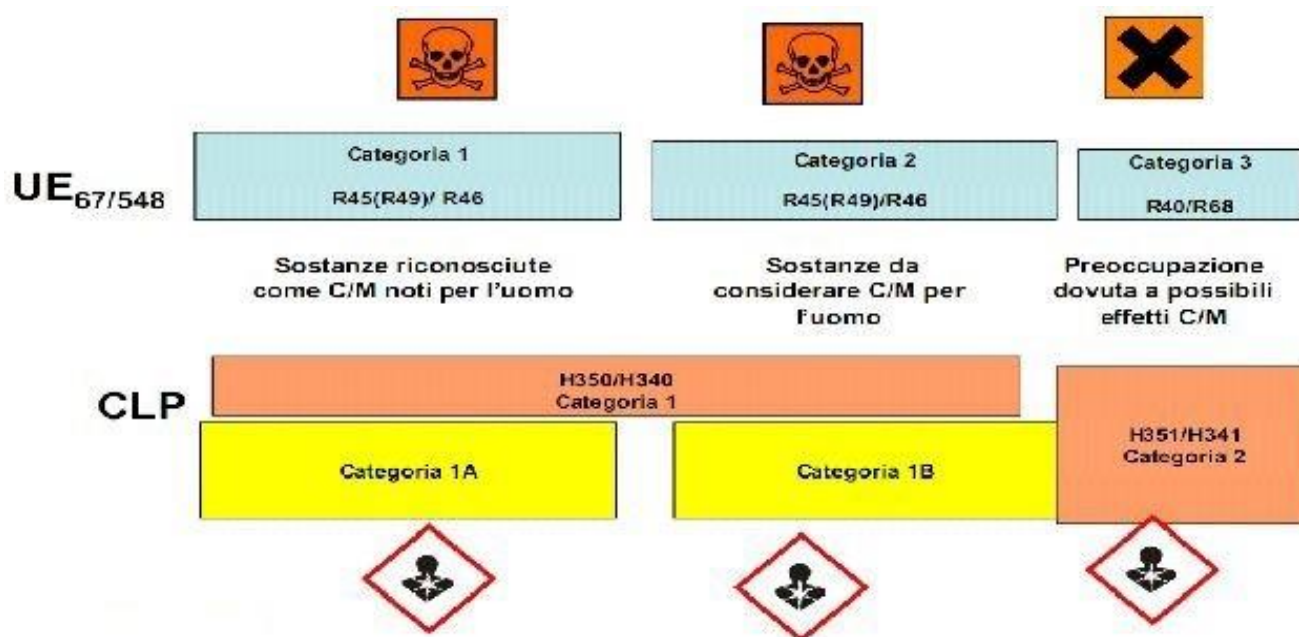 Categoria 1
R45(R49)/ R46
Categoria 2
R45(R49)/R46
Categoria 3
R40/R68
UE67/548
Sostanze riconosciute
come C/M noti per l'uomo
Sostanze da
considerare C/M per
l'uomo
Preoccupazione
dovuta a possibili
effetti C/M
CLP
H350/H340
Categoria 1
Categoria 1A
Categoria 1B
H351/H341
Categoria 2